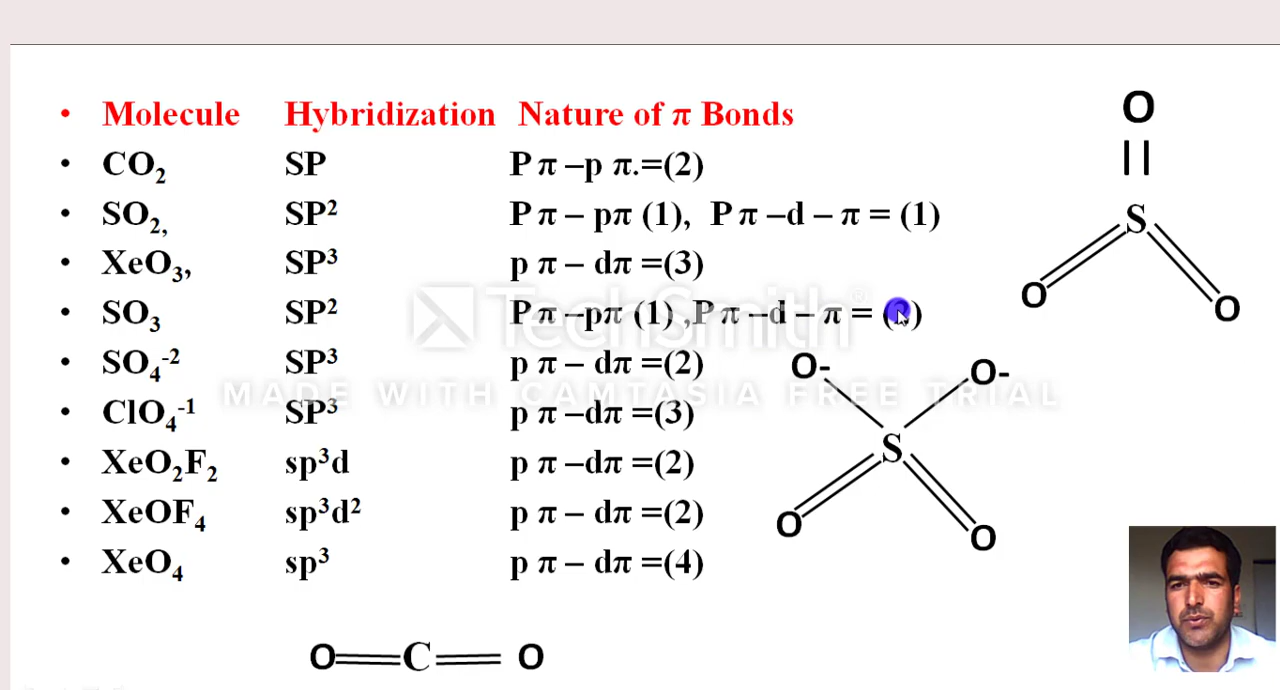 • Molecule Hybridization Nature of π Bonds
• CO₂ SP P π –p π.=(2)
• SO₂, SP² P π – pπ (1), P π –d – π = (1)
• XeO₃, SP³ p π – dπ =(3)
• SO₃ SP² Pπ –pπ (1) ,P π –d – π = ( )
• SO₄⁻² SP³ p π – dπ =(2)
• ClO₄⁻¹ SP³ p π –dπ =(3)
• XeO₂F₂ sp³d p π –dπ =(2)
• XeOF₄ sp³d² p π – dπ =(2)
• XeO₄ sp³ p π – dπ =(4)
O
S
O O
O- O-
S
O O
O C O
TechSmith®
MADE WITH CAMTASIA FREE TRIAL